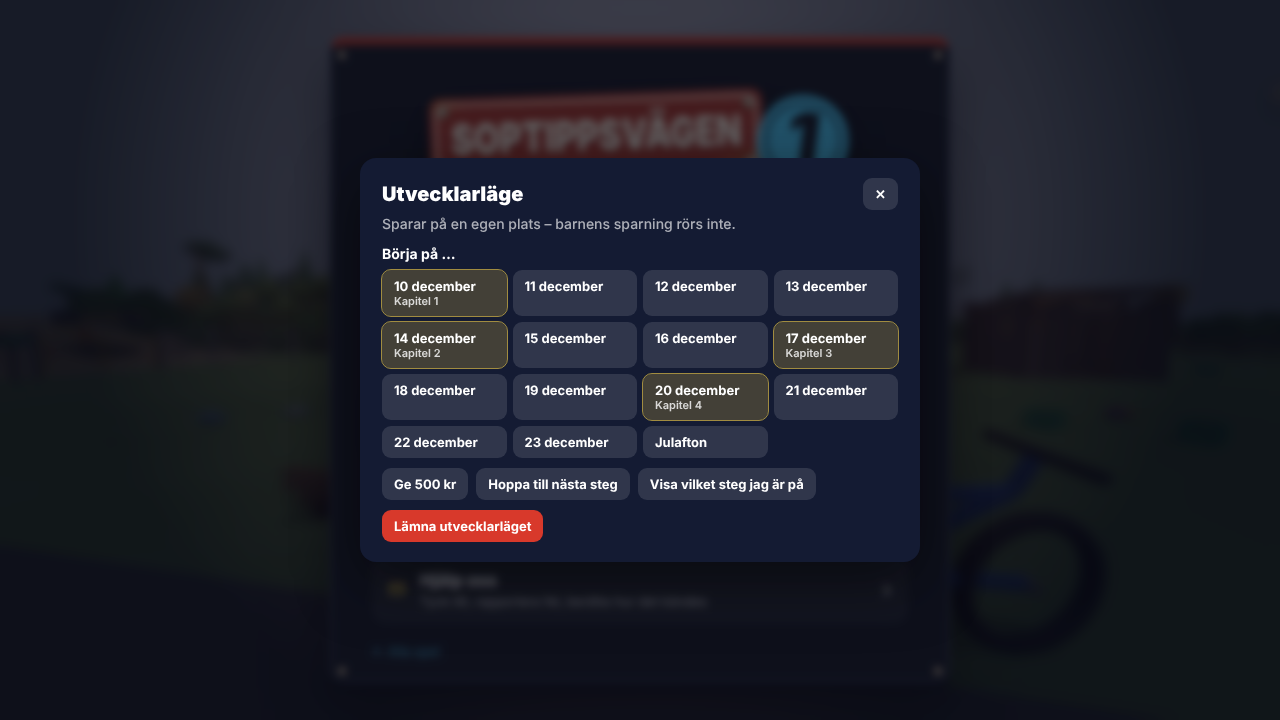 SOPTIPPSVÄGEN 1
Utvecklarläge
×
Sparar på en egen plats – barnens sparning rörs inte.
Börja på ...
10 december
Kapitel 1
11 december
12 december
13 december
14 december
Kapitel 2
15 december
16 december
17 december
Kapitel 3
18 december
19 december
20 december
Kapitel 4
21 december
22 december
23 december
Julafton
Ge 500 kr
Hoppa till nästa steg
Visa vilket steg jag är på
Lämna utvecklarläget